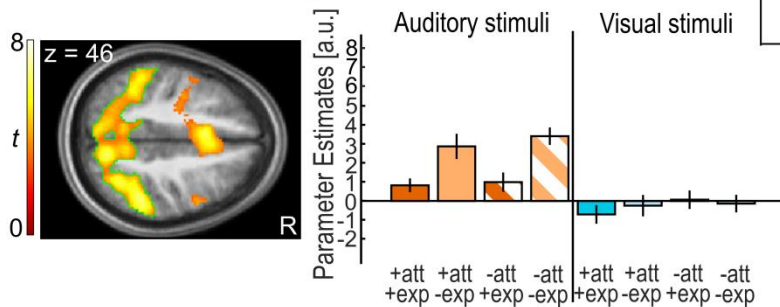 8
t
0
z = 46
R
Parameter Estimates [a.u.]
8
7
6
5
4
3
2
1
0
-1
-2
Auditory stimuli
Visual stimuli
+att +att -att -att +att +att -att -att
+exp -exp +exp -exp +exp -exp +exp -exp